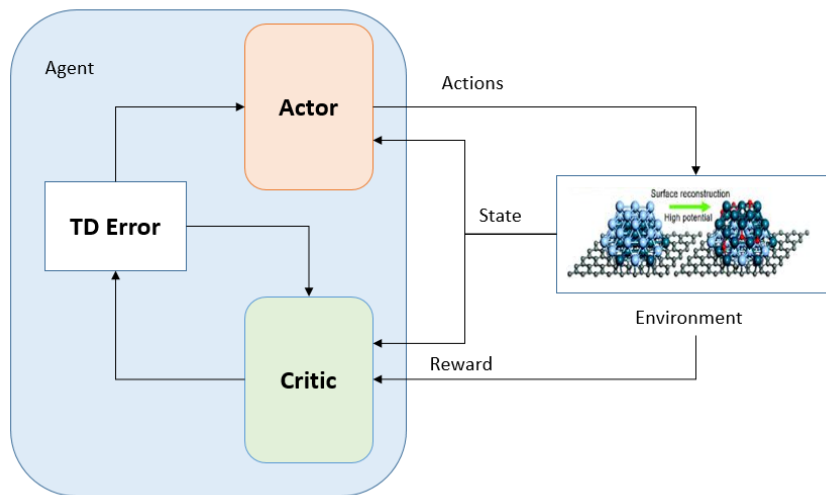 Agent
Actor
Actions
TD Error
State
Surface reconstruction
High potential
Environment
Reward
Critic